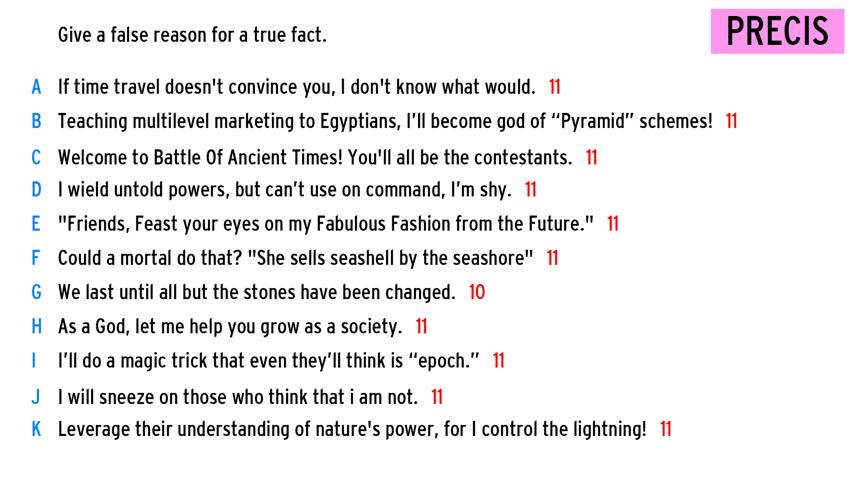 Give a false reason for a true fact.
PRECIS
A If time travel doesn't convince you, I don't know what would. 11
B Teaching multilevel marketing to Egyptians, I'll become god of “Pyramid” schemes! 11
C Welcome to Battle Of Ancient Times! You'll all be the contestants. 11
D I wield untold powers, but can't use on command, I'm shy. 11
E "Friends, Feast your eyes on my Fabulous Fashion from the Future." 11
F Could a mortal do that? "She sells seashell by the seashore" 11
G We last until all but the stones have been changed. 10
H As a God, let me help you grow as a society. 11
I I'll do a magic trick that even they'll think is “epoch.” 11
J I will sneeze on those who think that i am not. 11
K Leverage their understanding of nature's power, for I control the lightning! 11